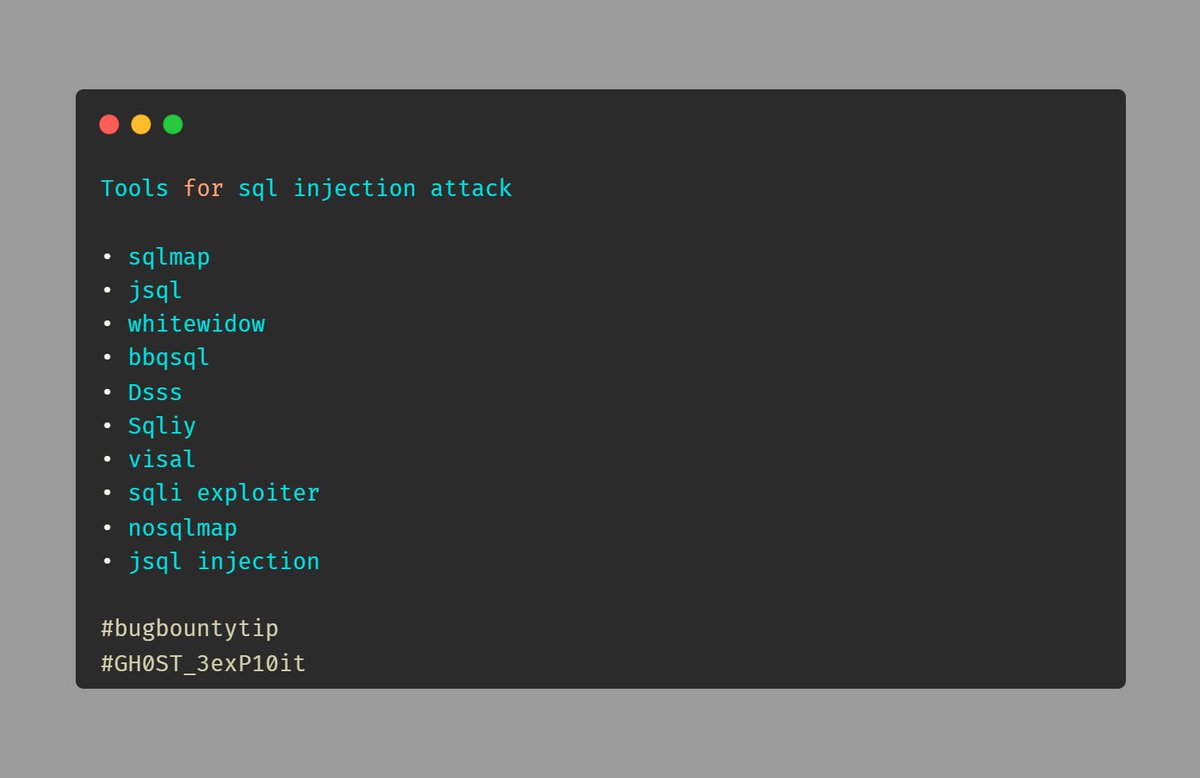 Tools for sql injection attack
• sqlmap
• jsql
• whitewidow
• bbqsql
• Dsss
• Sqliy
• visal
• sqli exploiter
• nosqlmap
• jsql injection
#bugbountytip
#GH0ST_3exP10it